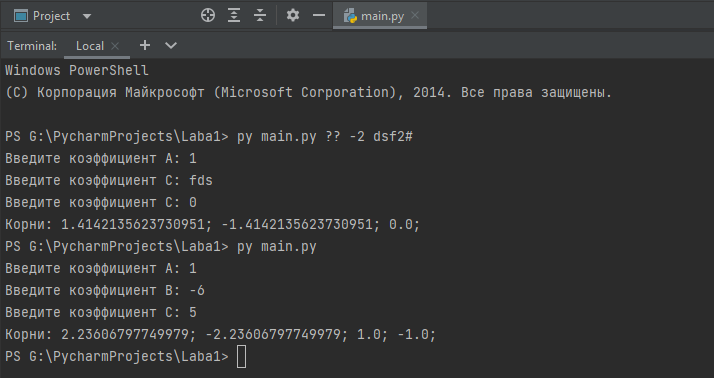 Project main.py
Terminal: Local
Windows PowerShell
(C) Корпорация Майкрософт (Microsoft Corporation), 2014. Все права защищены.
PS G:\PycharmProjects\Laba1> py main.py ?? -2 dsf2#
Введите коэффициент A: 1
Введите коэффициент C: fds
Введите коэффициент C: 0
Корни: 1.4142135623730951; -1.4142135623730951; 0.0;
PS G:\PycharmProjects\Laba1> py main.py
Введите коэффициент A: 1
Введите коэффициент B: -6
Введите коэффициент C: 5
Корни: 2.23606797749979; -2.23606797749979; 1.0; -1.0;
PS G:\PycharmProjects\Laba1>